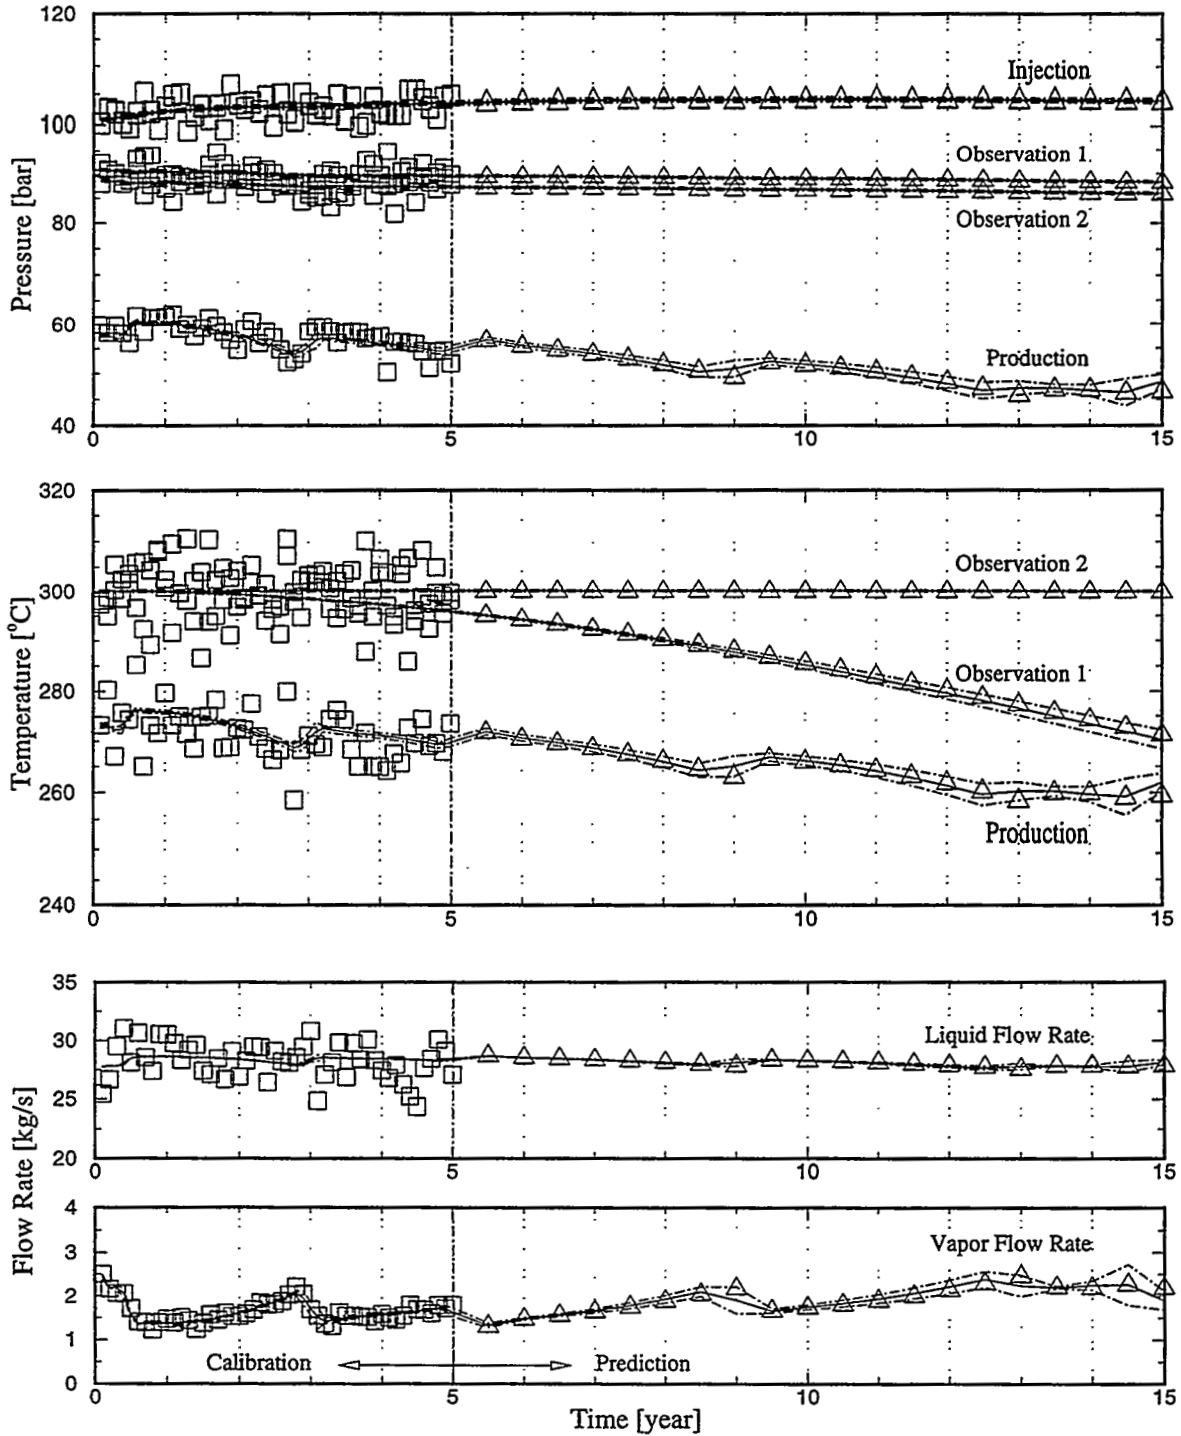 120
Injection
100
Observation 1
Pressure [bar]
80
Observation 2
60
Production
40
0 5 10 15
320
Observation 2
300
Temperature [°C]
Observation 1
280
260
Production
240
0 5 10 15
35
Liquid Flow Rate
30
25
20
0 5 10 15
Flow Rate [kg/s]
4
Vapor Flow Rate
3
2
1
Calibration Prediction
0
0 5 10 15
Time [year]